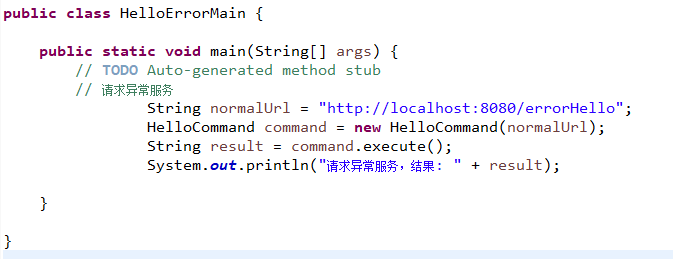 public class HelloErrorMain {
public static void main(String[] args) {
// TODO Auto-generated method stub
// 请求异常服务
String normalUrl = "http://localhost:8080/errorHello";
HelloCommand command = new HelloCommand(normalUrl);
String result = command.execute();
System.out.println("请求异常服务，结果: " + result);
}
}